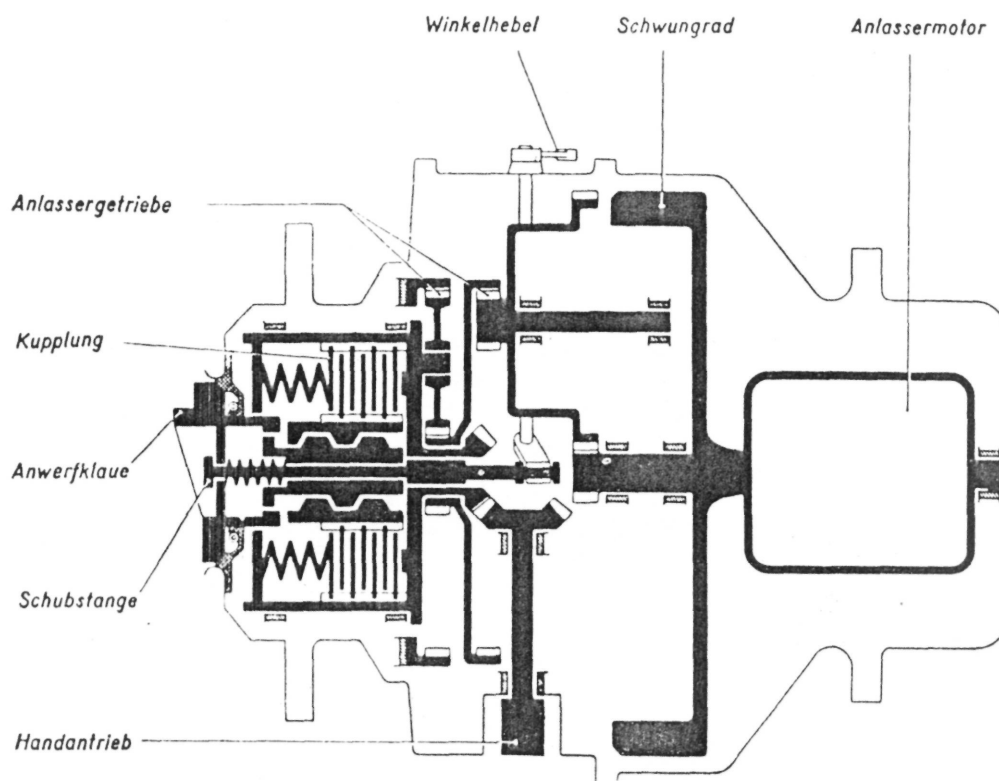 Winkelhebel
Schwungrad
Anlassermotor
Anlassergetriebe
Kupplung
Anwerfklaue
Schubstange
Handantrieb